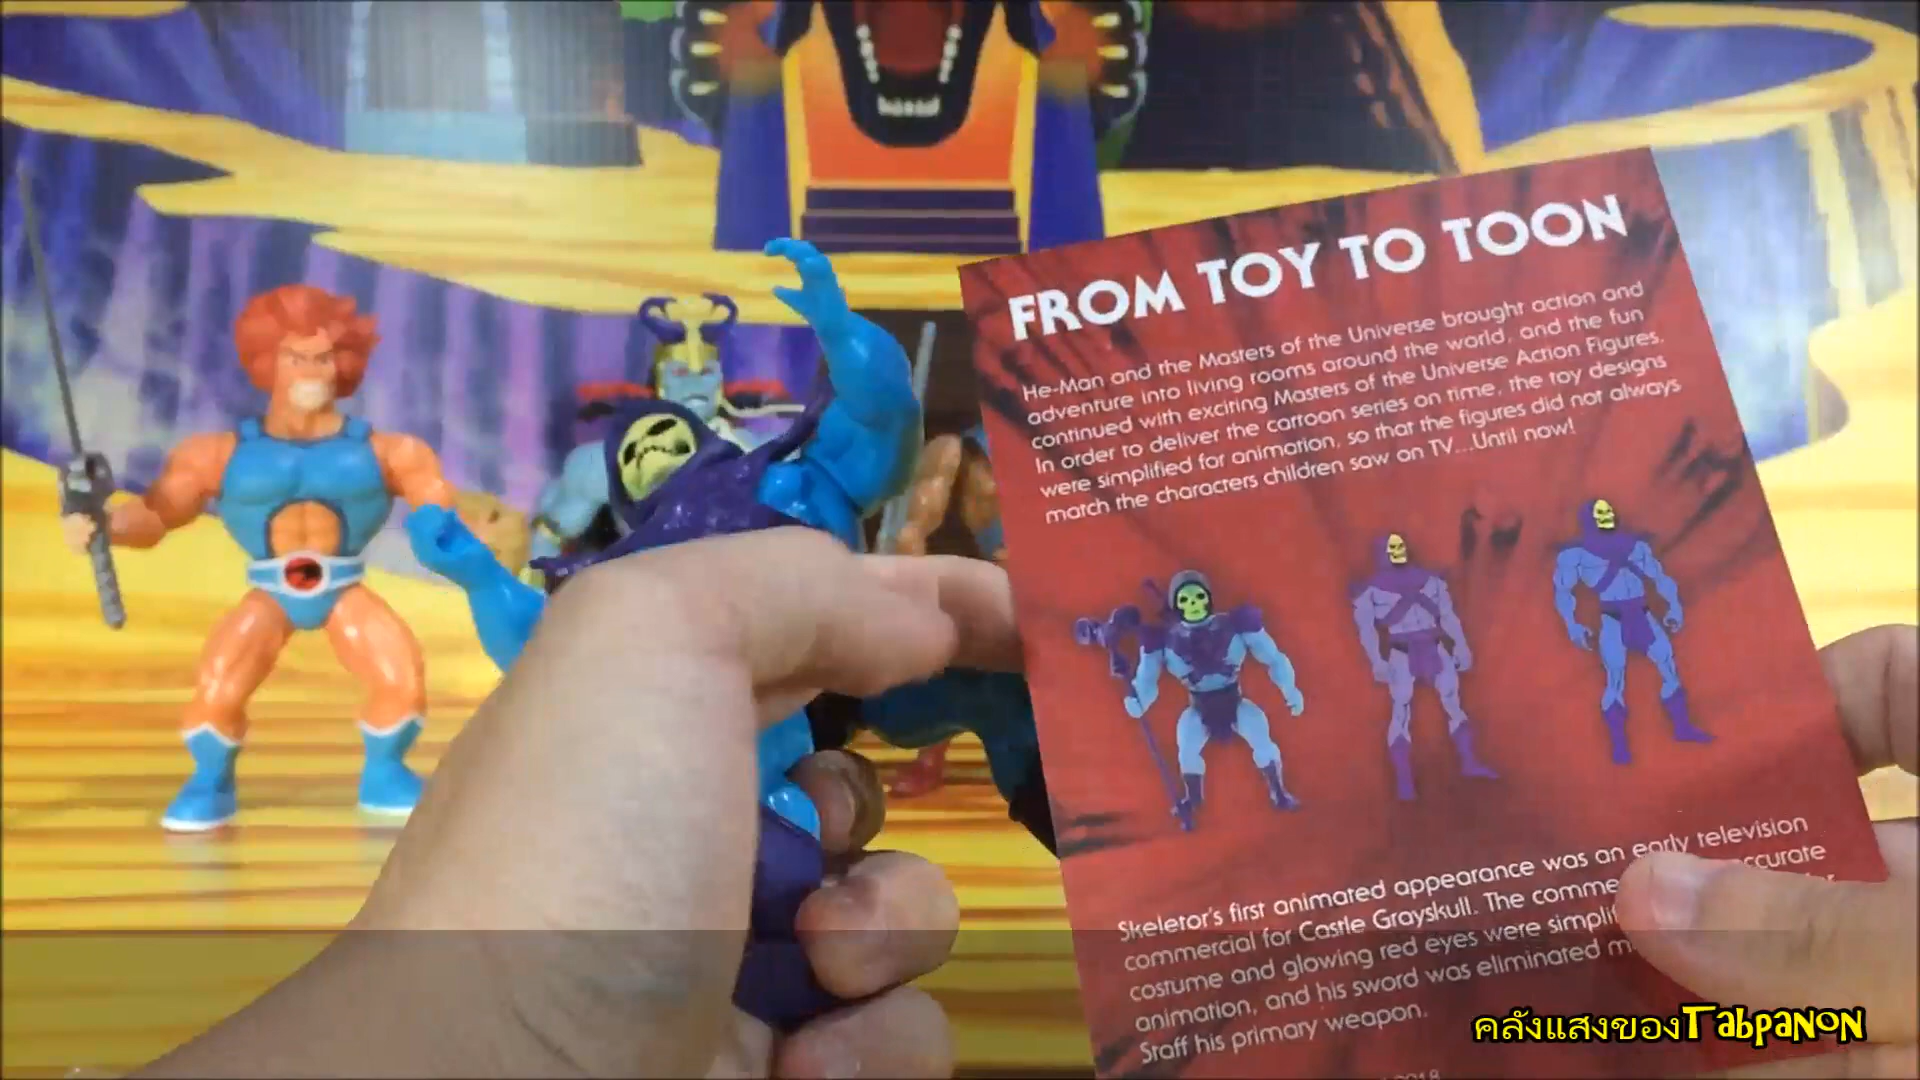 FROM TOY TO TOON
He-Man and the Masters of the Universe brought action and
adventure into living rooms around the world, and the fun
continued with exciting Masters of the Universe Action Figures.
In order to deliver the cartoon series on time, the toy designs
were simplified for animation, so that the figures did not always
match the characters children saw on TV...Until now!
Skeletor's first animated appearance was an early television
commercial for Castle Grayskull. The comme ccurate
costume and glowing red eyes were simplif
animation, and his sword was eliminated m
Staff his primary weapon.
2018
คลังแสงของTabpanon